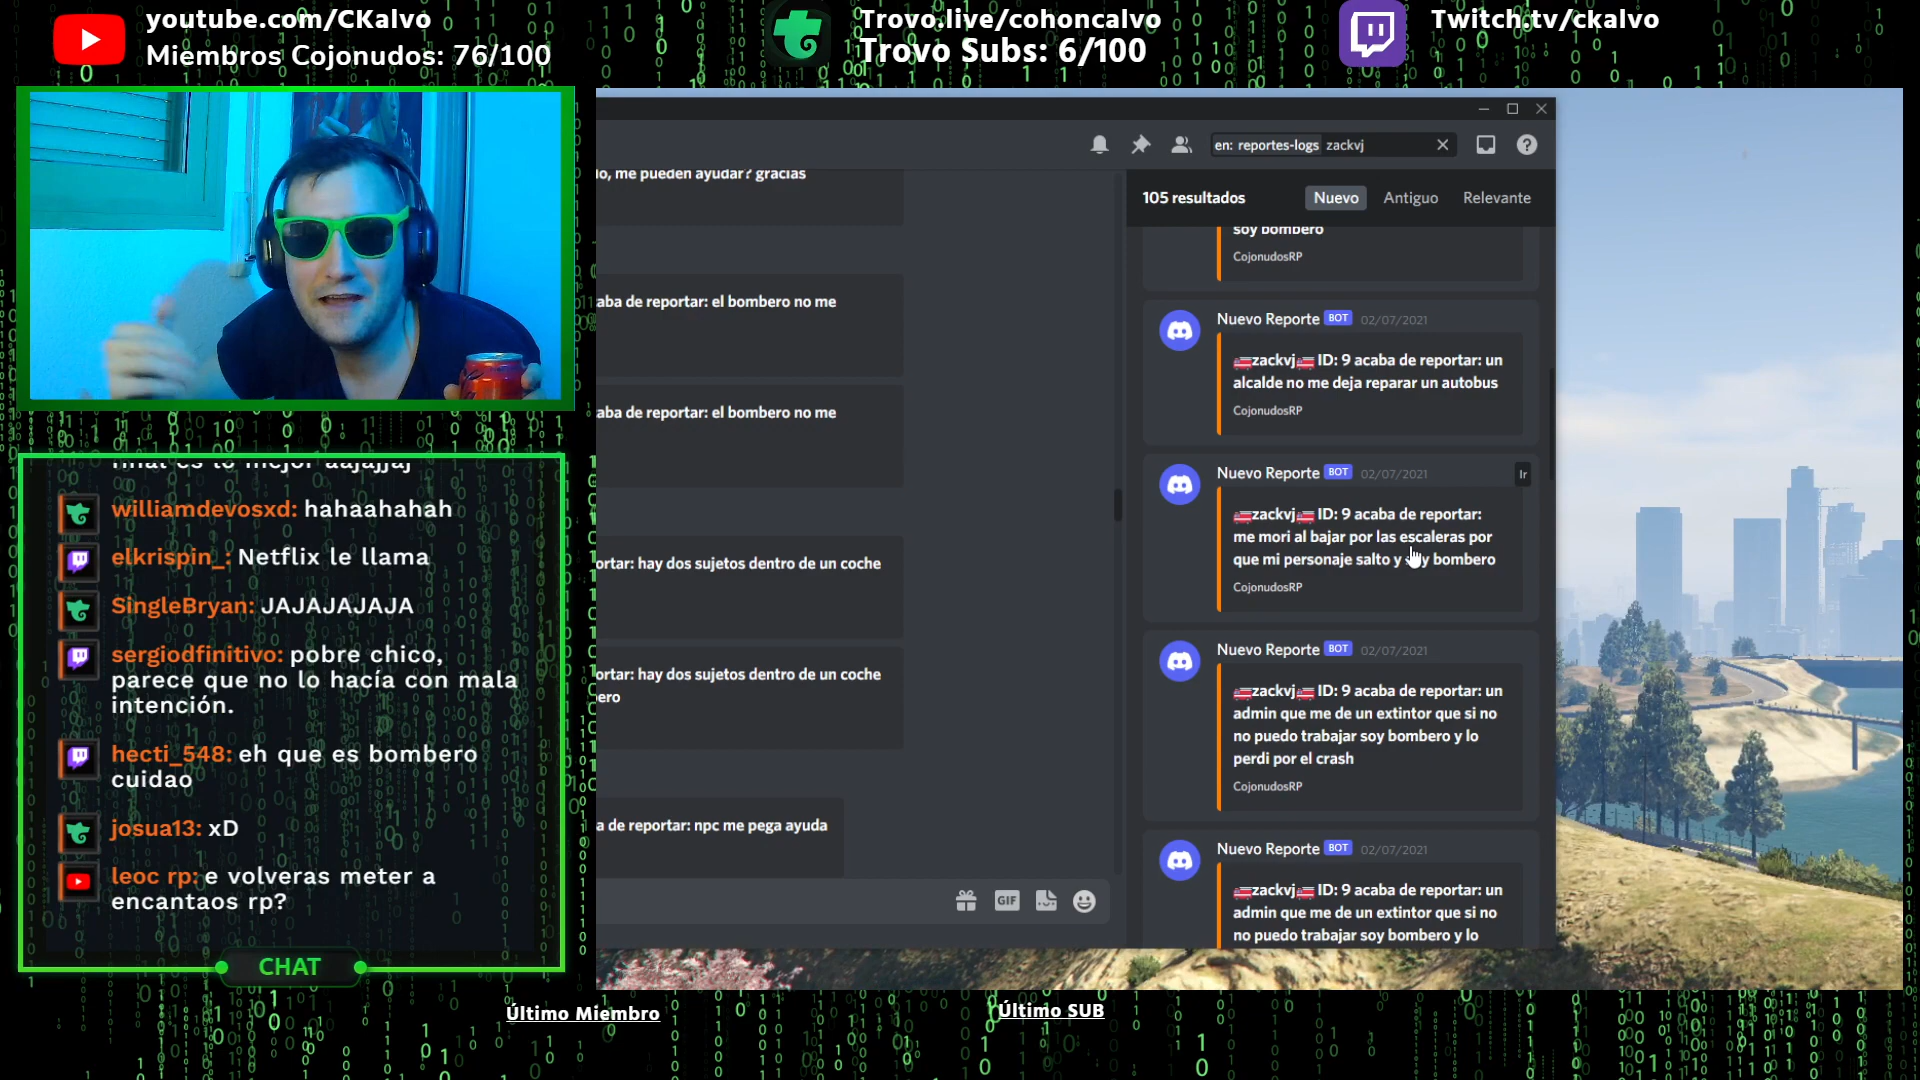 youtube.com/CKalvo
Miembros Cojonudos: 76/100
Trovo.live/cohoncalvo
Trovo Subs: 6/100
Twitch.tv/ckalvo
en: reportes-logs zackvj
lo, me pueden ayudar? gracias
aba de reportar: el bombero no me
aba de reportar: el bombero no me
ortar: hay dos sujetos dentro de un coche
ortar: hay dos sujetos dentro de un coche
ero
a de reportar: npc me pega ayuda
GIF
105 resultados
Nuevo
Antiguo
Relevante
soy bombero
CojonudosRP
Nuevo Reporte BOT 02/07/2021
zackvj ID: 9 acaba de reportar: un
alcalde no me deja reparar un autobus
CojonudosRP
Nuevo Reporte BOT 02/07/2021
Ir
zackvj ID: 9 acaba de reportar:
me mori al bajar por las escaleras por
que mi personaje salto y soy bombero
CojonudosRP
Nuevo Reporte BOT 02/07/2021
zackvj ID: 9 acaba de reportar: un
admin que me de un extintor que si no
no puedo trabajar soy bombero y lo
perdi por el crash
CojonudosRP
Nuevo Reporte BOT 02/07/2021
zackvj ID: 9 acaba de reportar: un
admin que me de un extintor que si no
no puedo trabajar soy bombero y lo
final es lo mejor aajajjaj
williamdevosxd: hahaahahah
elkrispin_: Netflix le llama
SingleBryan: JAJAJAJAJA
sergiodfinitivo: pobre chico,
parece que no lo hacía con mala
intención.
hecti_548: eh que es bombero
cuidao
josua13: xD
leoc rp: e volveras meter a
encantaos rp?
CHAT
Último Miembro
Último SUB